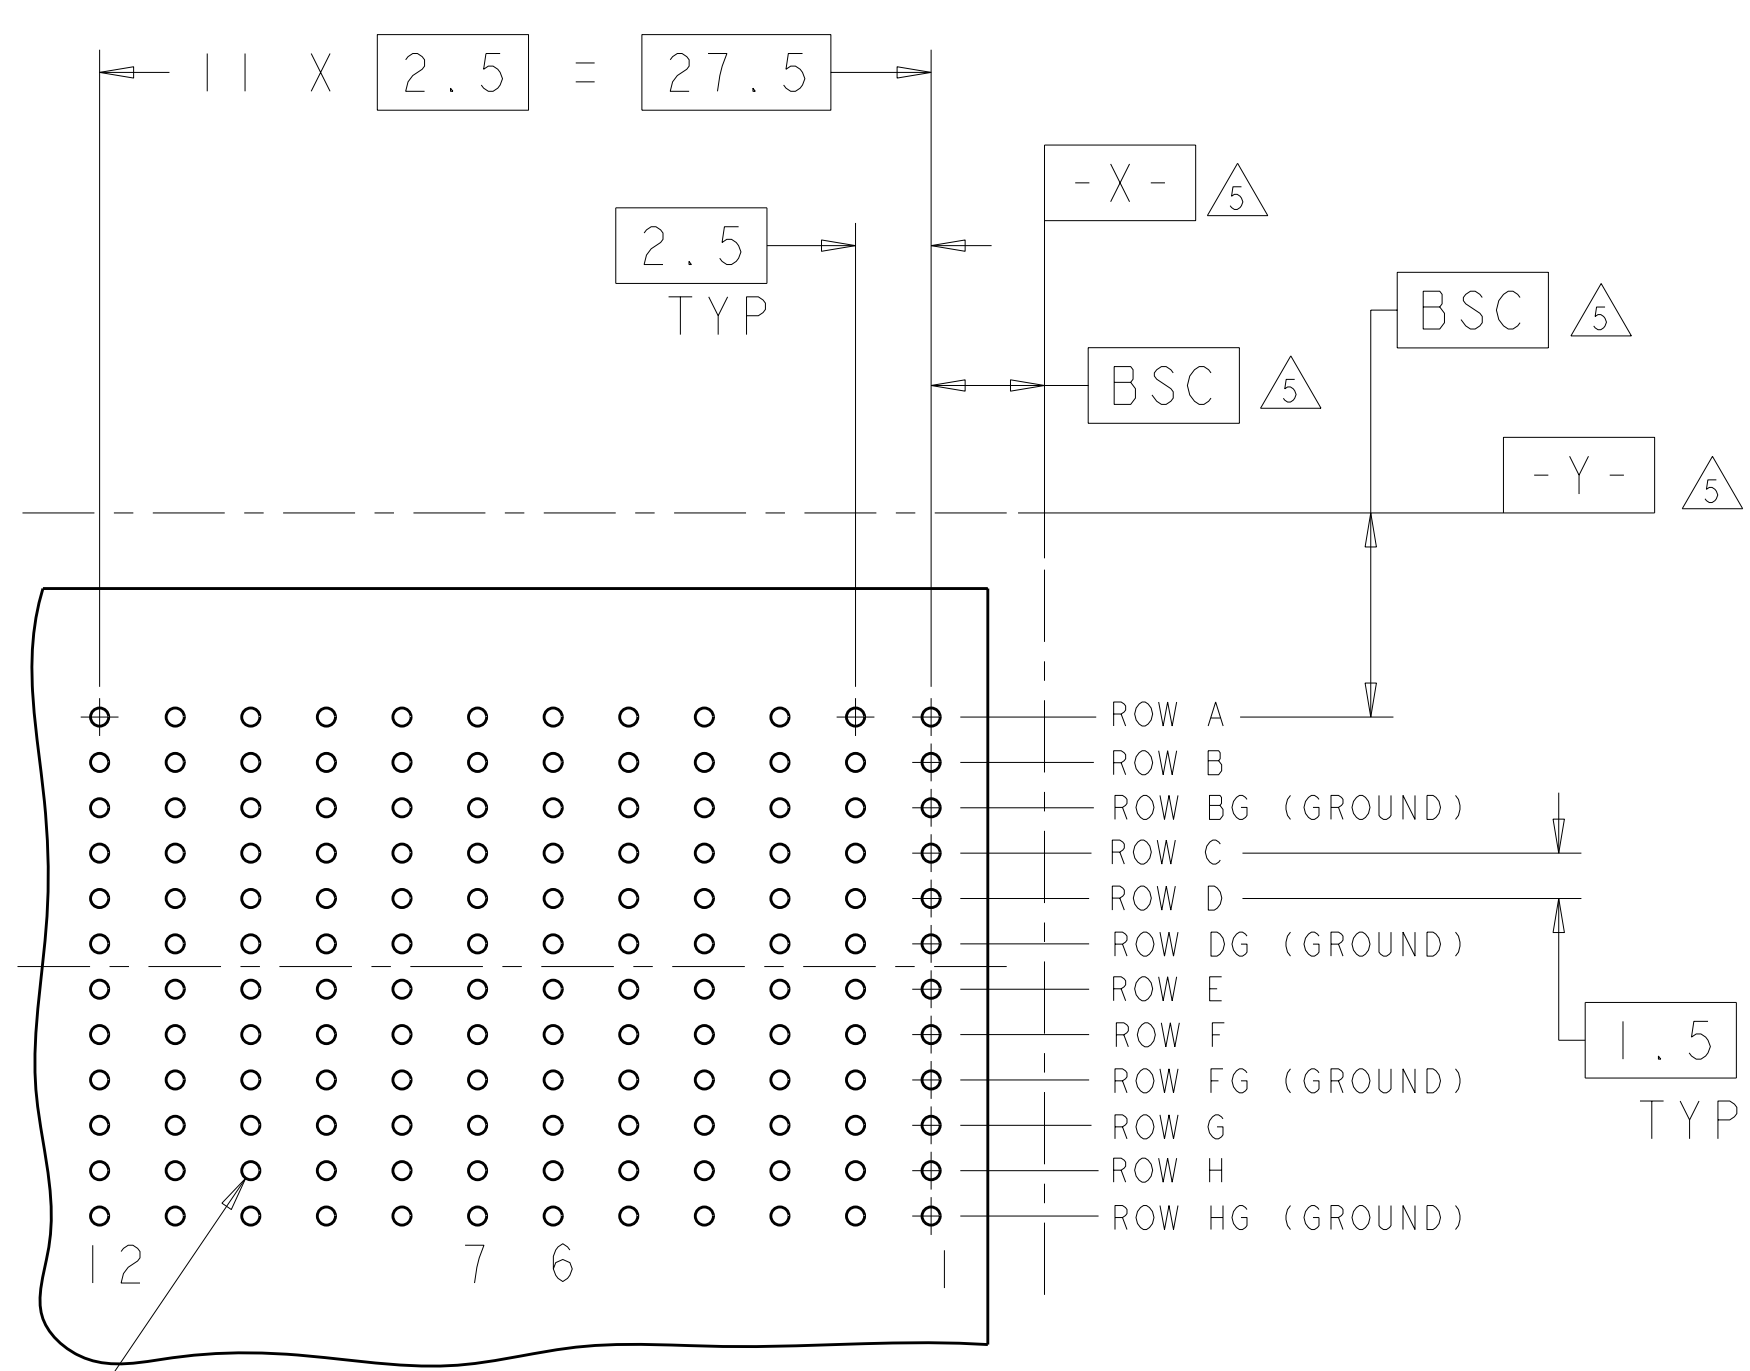 11 X 2.5 = 27.5
-X- 5
2.5
TYP
BSC 5
BSC 5
-Y- 5
ROW A
ROW B
ROW BG (GROUND)
ROW C
ROW D
ROW DG (GROUND)
ROW E
ROW F
1.5
TYP
ROW FG (GROUND)
ROW G
ROW H
ROW HG (GROUND)
12 7 6 1